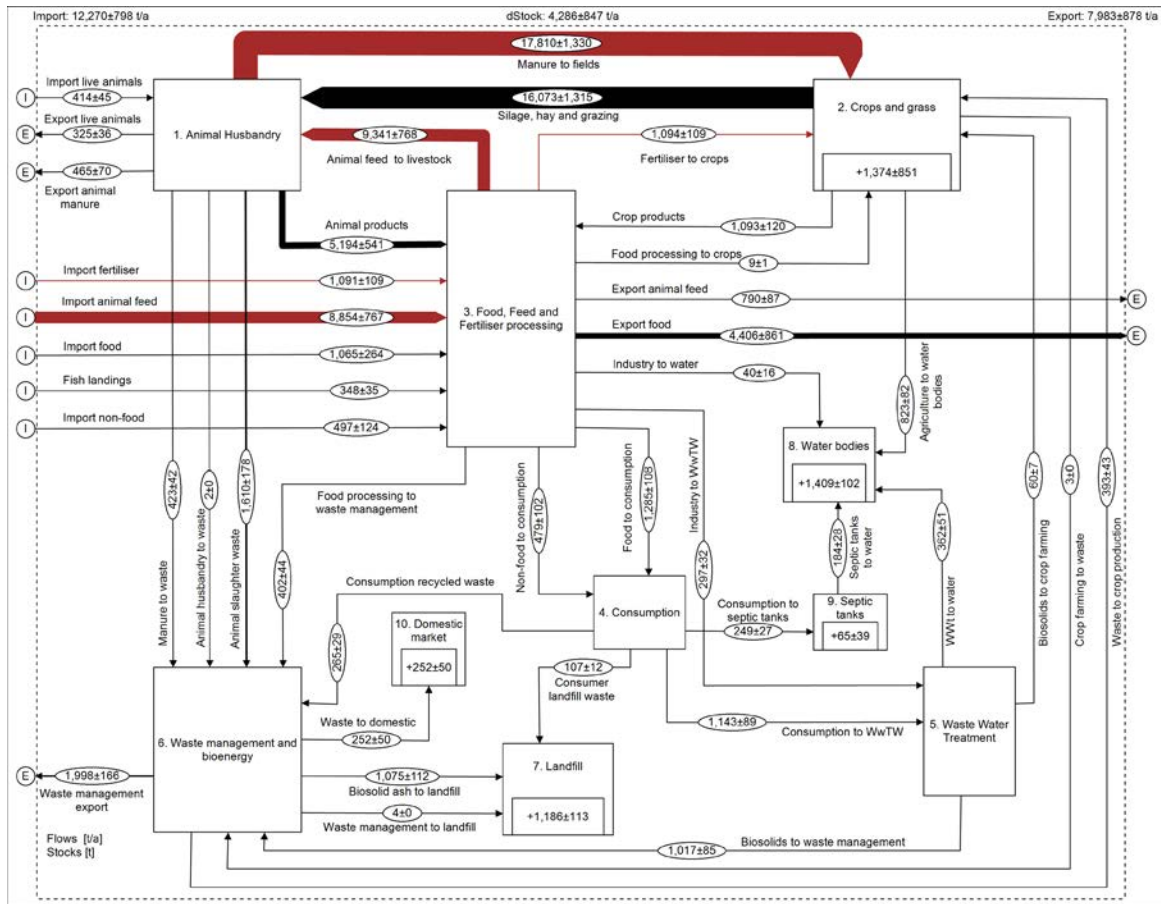 Import: 12,270±798 t/a
dStock: 4,286±847 t/a
Export: 7,983±878 t/a
17,810±1,330
Manure to fields
Import live animals
I
414±45
16,073±1,315
Silage, hay and grazing
2. Crops and grass
Export live animals
E
325±36
1. Animal Husbandry
9,341±768
Animal feed to livestock
1,094±109
Fertiliser to crops
+1,374±851
E
465±70
Export animal
manure
Animal products
5,194±541
Crop products
1,093±120
Food processing to crops
9±1
Import fertiliser
I
1,091±109
Export animal feed
790±87
E
Import animal feed
I
8,854±767
3. Food, Feed and
Fertiliser processing
Export food
4,406±861
E
Import food
I
1,065±264
Industry to water
40±16
Fish landings
I
348±35
Import non-food
I
497±124
823±82
Agriculture to water
bodies
8. Water bodies
+1,409±102
423±42
Manure to waste
2±0
Animal husbandry to waste
1,610±178
Animal slaughter waste
Food processing to
waste management
402±44
Non-food to consumption
479±102
Food to consumption
1,285±108
Industry to WwTW
297±32
184±28
Septic tanks
to water
362±51
WWt to water
60±7
Biosolids to crop farming
3±0
Crop farming to waste
393±43
Waste to crop production
Consumption recycled waste
265±29
4. Consumption
Consumption to
septic tanks
249±27
9. Septic
tanks
+65±39
10. Domestic
market
+252±50
107±12
Consumer
landfill waste
Waste to domestic
252±50
1,143±89
Consumption to WwTW
5. Waste Water
Treatment
6. Waste management and
bioenergy
E
1,998±166
Waste management
export
1,075±112
Biosolid ash to landfill
7. Landfill
+1,186±113
4±0
Waste management to landfill
Flows [t/a]
Stocks [t]
Biosolids to waste management
1,017±85